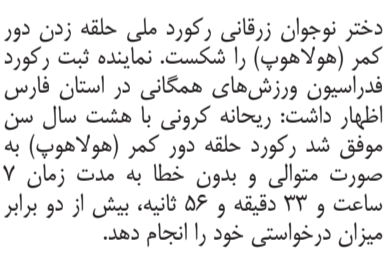 دختر نوجوان زرقانی رکورد ملی حلقه زدن دور
کمر (هولاهوپ) را شکست. نماینده ثبت رکورد
فدراسیون ورزش‌های همگانی در استان فارس
اظهار داشت: ریحانه کرونی با هشت سال سن
موفق شد رکورد حلقه دور کمر (هولاهوپ) به
صورت متوالی و بدون خطا به مدت زمان ۷
ساعت و ۳۳ دقیقه و ۵۶ ثانیه، بیش از دو برابر
میزان درخواستی خود را انجام دهد.